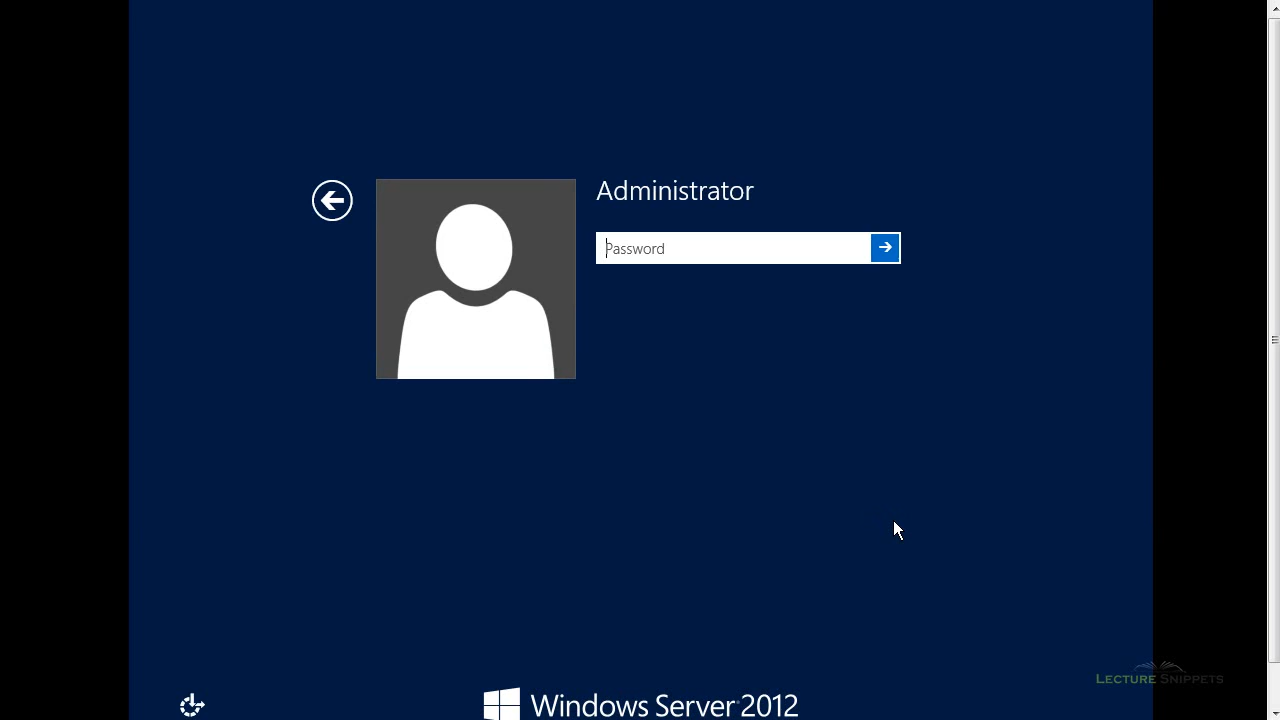 Administrator
Password
Windows Server 2012
LECTURE SNIPPETS